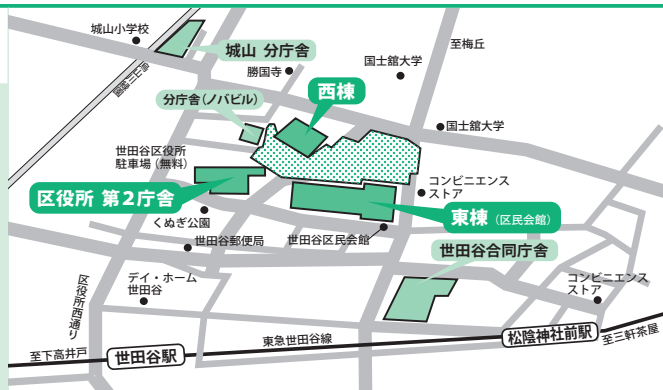 城山小学校
城山 分庁舎
国士舘大学
至梅丘
勝国寺
烏山川緑道
西棟
分庁舎(ノバビル)
国士舘大学
世田谷区役所
駐車場(無料)
コンビニエンス
ストア
区役所 第2庁舎
東棟(区民会館)
くぬぎ公園
世田谷郵便局
世田谷区民会館
世田谷合同庁舎
区役所西通り
デイ・ホーム
世田谷
コンビニエンス
ストア
東急世田谷線
松陰神社前駅
至三軒茶屋
至下高井戸
世田谷駅